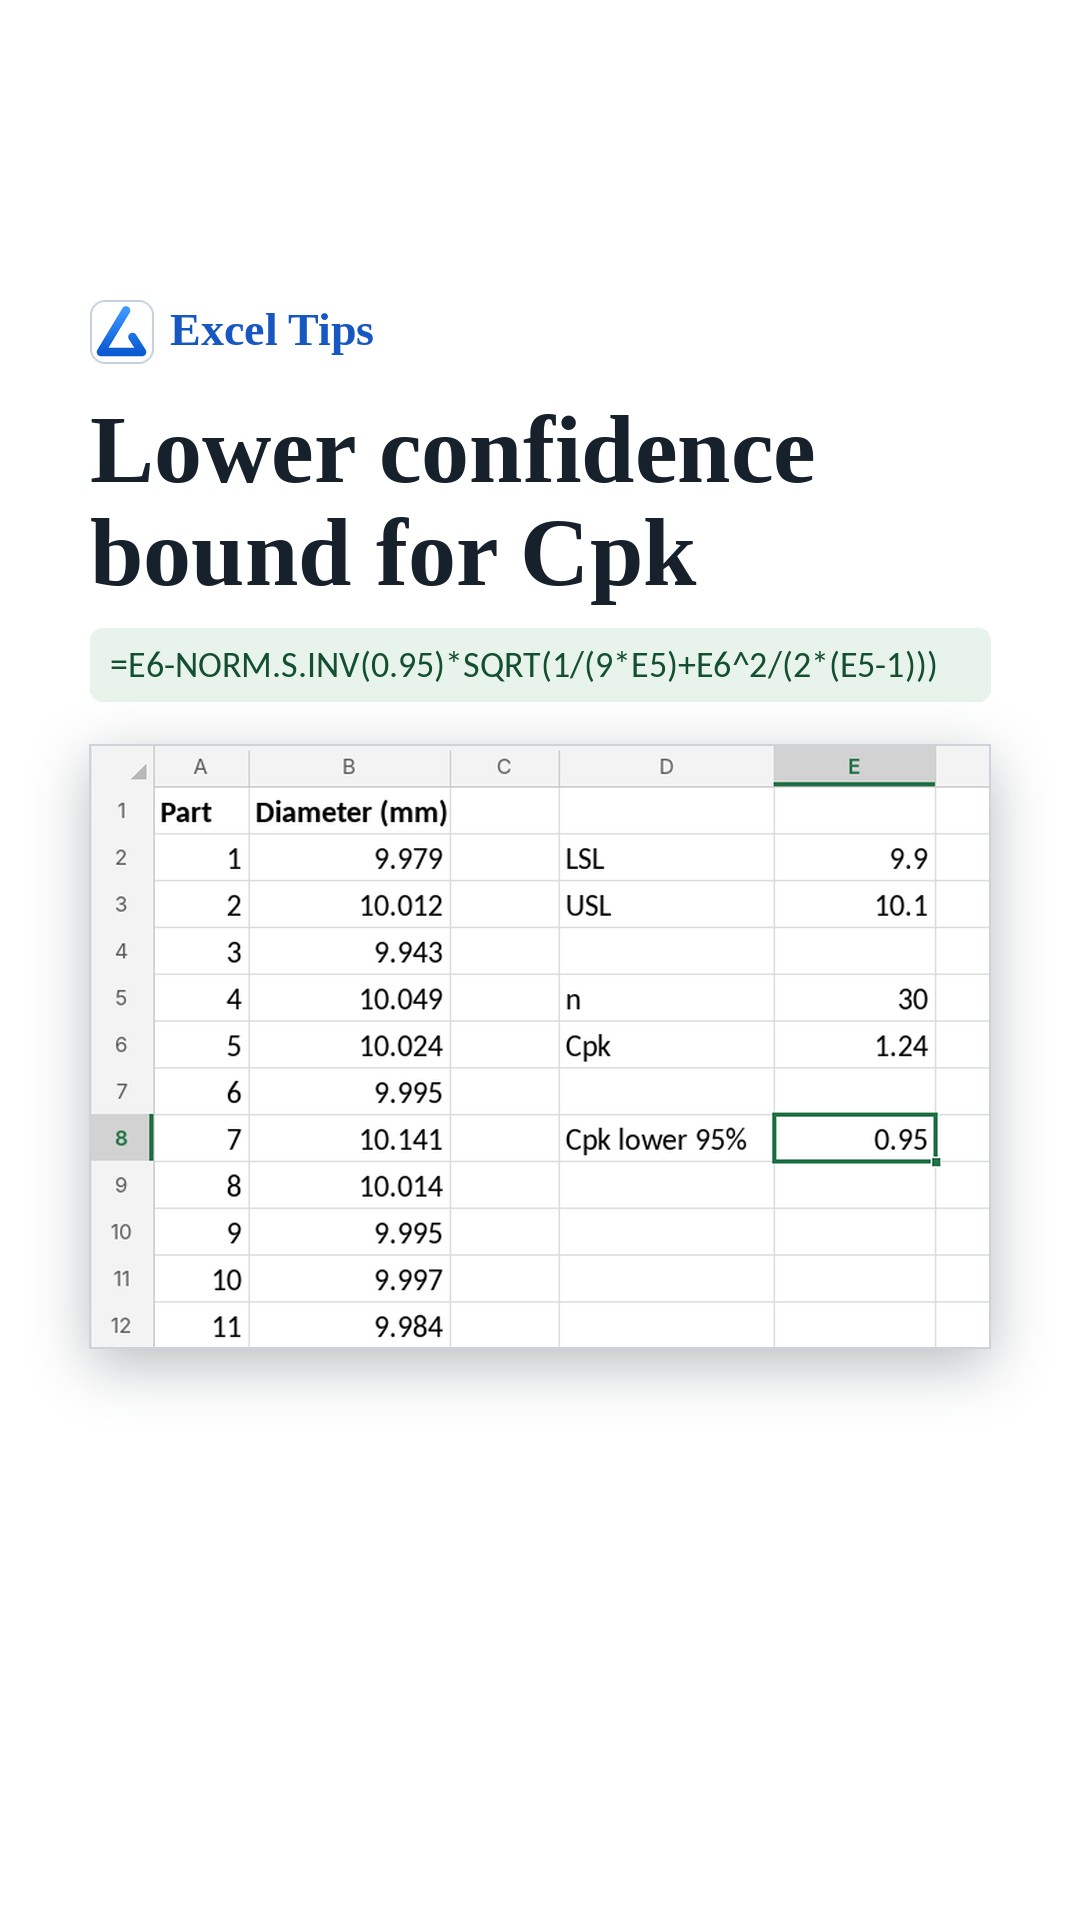 Excel Tips
Lower confidence
bound for Cpk
=E6-NORM.S.INV(0.95)*SQRT(1/(9*E5)+E6^2/(2*(E5-1)))
A B C D E
1 Part Diameter (mm)
2 1 9.979 LSL 9.9
3 2 10.012 USL 10.1
4 3 9.943
5 4 10.049 n 30
6 5 10.024 Cpk 1.24
7 6 9.995
8 7 10.141 Cpk lower 95% 0.95
9 8 10.014
10 9 9.995
11 10 9.997
12 11 9.984